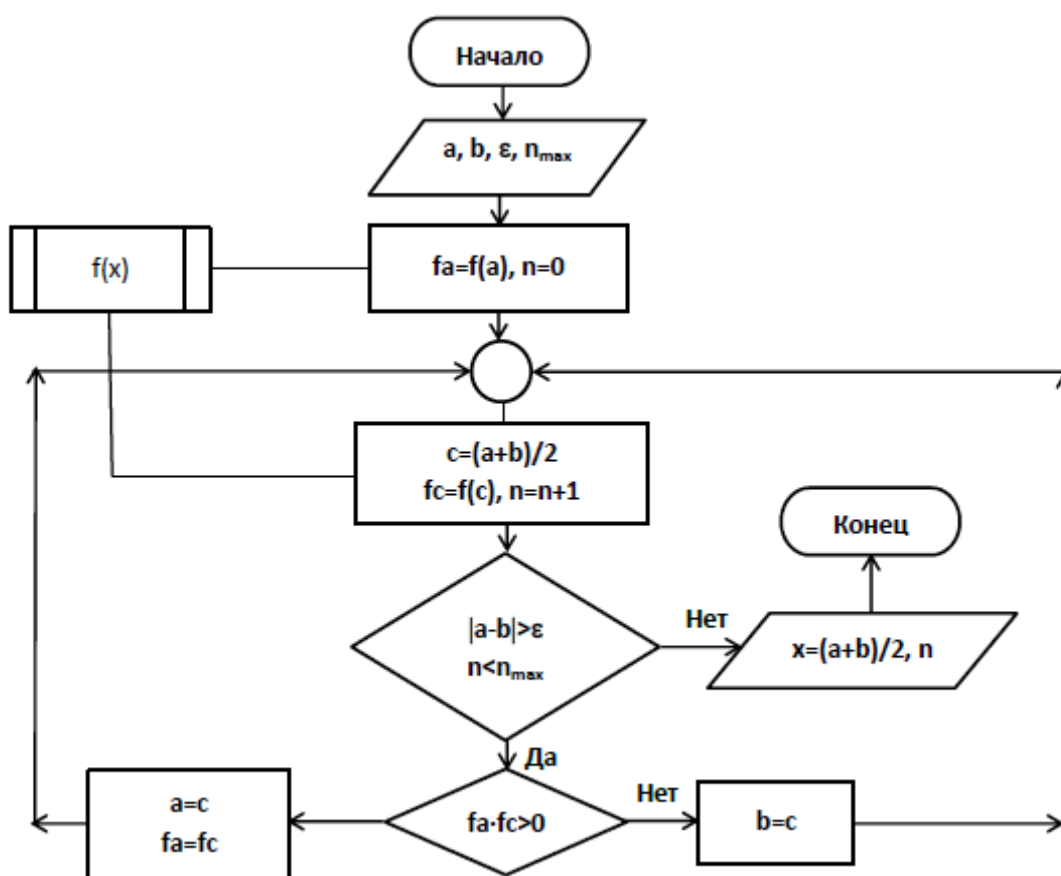 Начало
a, b, ε, nmax
f(x)
fa=f(a), n=0
c=(a+b)/2
fc=f(c), n=n+1
Конец
|a-b|>ε
n<nmax
Нет
x=(a+b)/2, n
Да
a=c
fa=fc
fa·fc>0
Нет
b=c